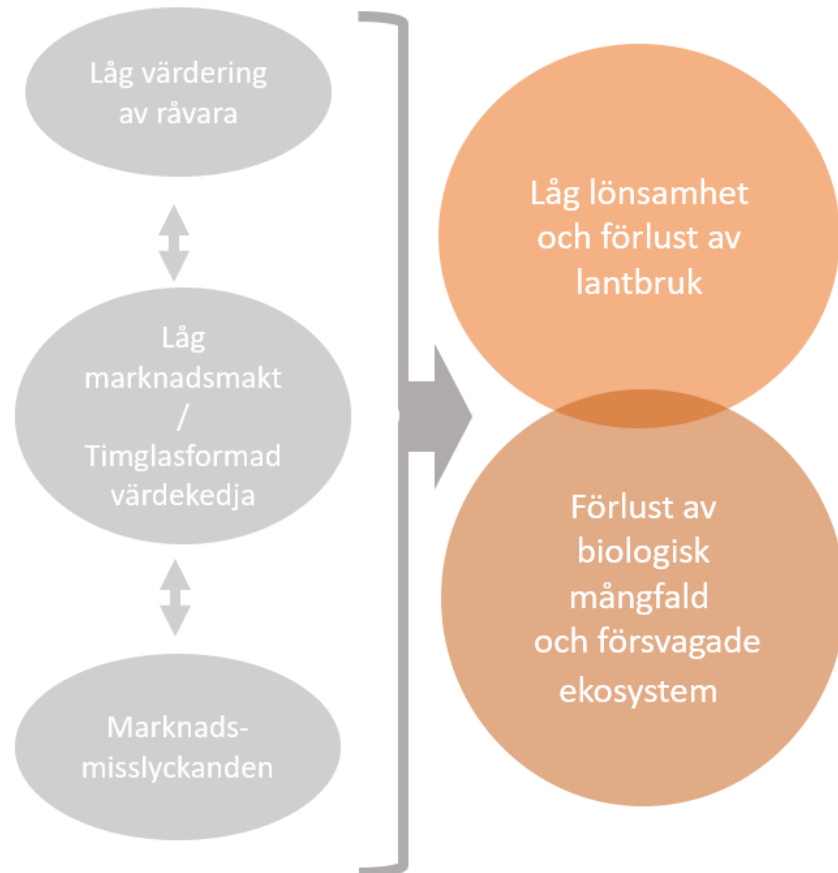 Låg värdering
av råvara
Låg
marknadsmakt
/
Timglasformad
värdekedja
Marknads-
misslyckanden
Låg lönsamhet
och förlust av
lantbruk
Förlust av
biologisk
mångfald
och försvagade
ekosystem